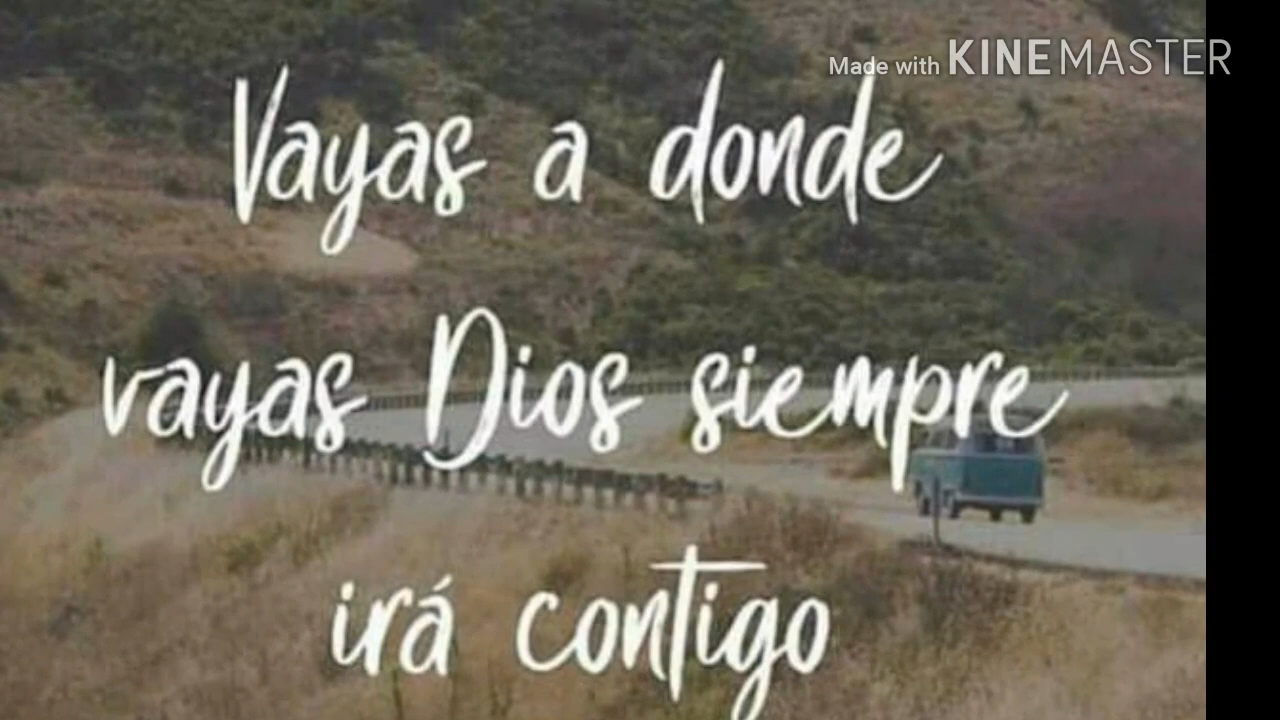 Made with KINEMASTER
Vayas a donde
vayas Dios siempre
irá contigo